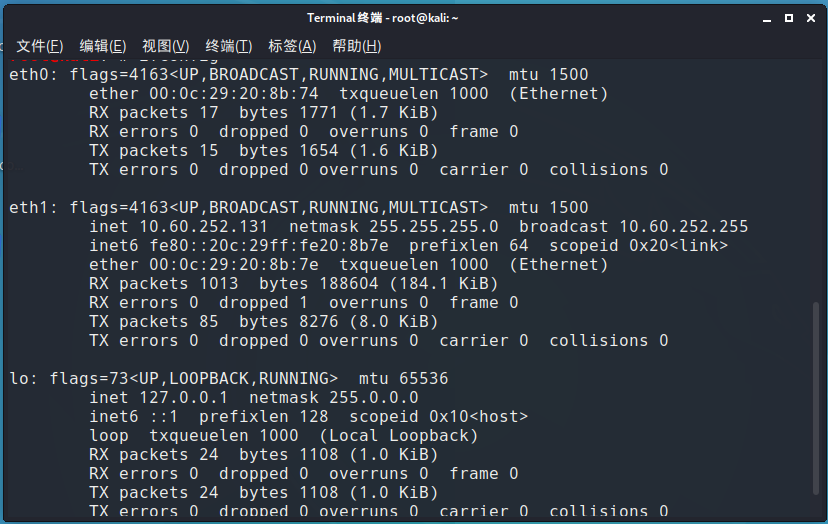 Terminal 终端 - root@kali: ~
文件(F) 编辑(E) 视图(V) 终端(T) 标签(A) 帮助(H)
eth0: flags=4163<UP,BROADCAST,RUNNING,MULTICAST>  mtu 1500
        ether 00:0c:29:20:8b:74  txqueuelen 1000  (Ethernet)
        RX packets 17  bytes 1771 (1.7 KiB)
        RX errors 0  dropped 0  overruns 0  frame 0
        TX packets 15  bytes 1654 (1.6 KiB)
        TX errors 0  dropped 0 overruns 0  carrier 0  collisions 0
eth1: flags=4163<UP,BROADCAST,RUNNING,MULTICAST>  mtu 1500
        inet 10.60.252.131  netmask 255.255.255.0  broadcast 10.60.252.255
        inet6 fe80::20c:29ff:fe20:8b7e  prefixlen 64  scopeid 0x20<link>
        ether 00:0c:29:20:8b:7e  txqueuelen 1000  (Ethernet)
        RX packets 1013  bytes 188604 (184.1 KiB)
        RX errors 0  dropped 1  overruns 0  frame 0
        TX packets 85  bytes 8276 (8.0 KiB)
        TX errors 0  dropped 0 overruns 0  carrier 0  collisions 0
lo: flags=73<UP,LOOPBACK,RUNNING>  mtu 65536
        inet 127.0.0.1  netmask 255.0.0.0
        inet6 ::1  prefixlen 128  scopeid 0x10<host>
        loop  txqueuelen 1000  (Local Loopback)
        RX packets 24  bytes 1108 (1.0 KiB)
        RX errors 0  dropped 0  overruns 0  frame 0
        TX packets 24  bytes 1108 (1.0 KiB)
        TX errors 0  dropped 0 overruns 0  carrier 0  collisions 0